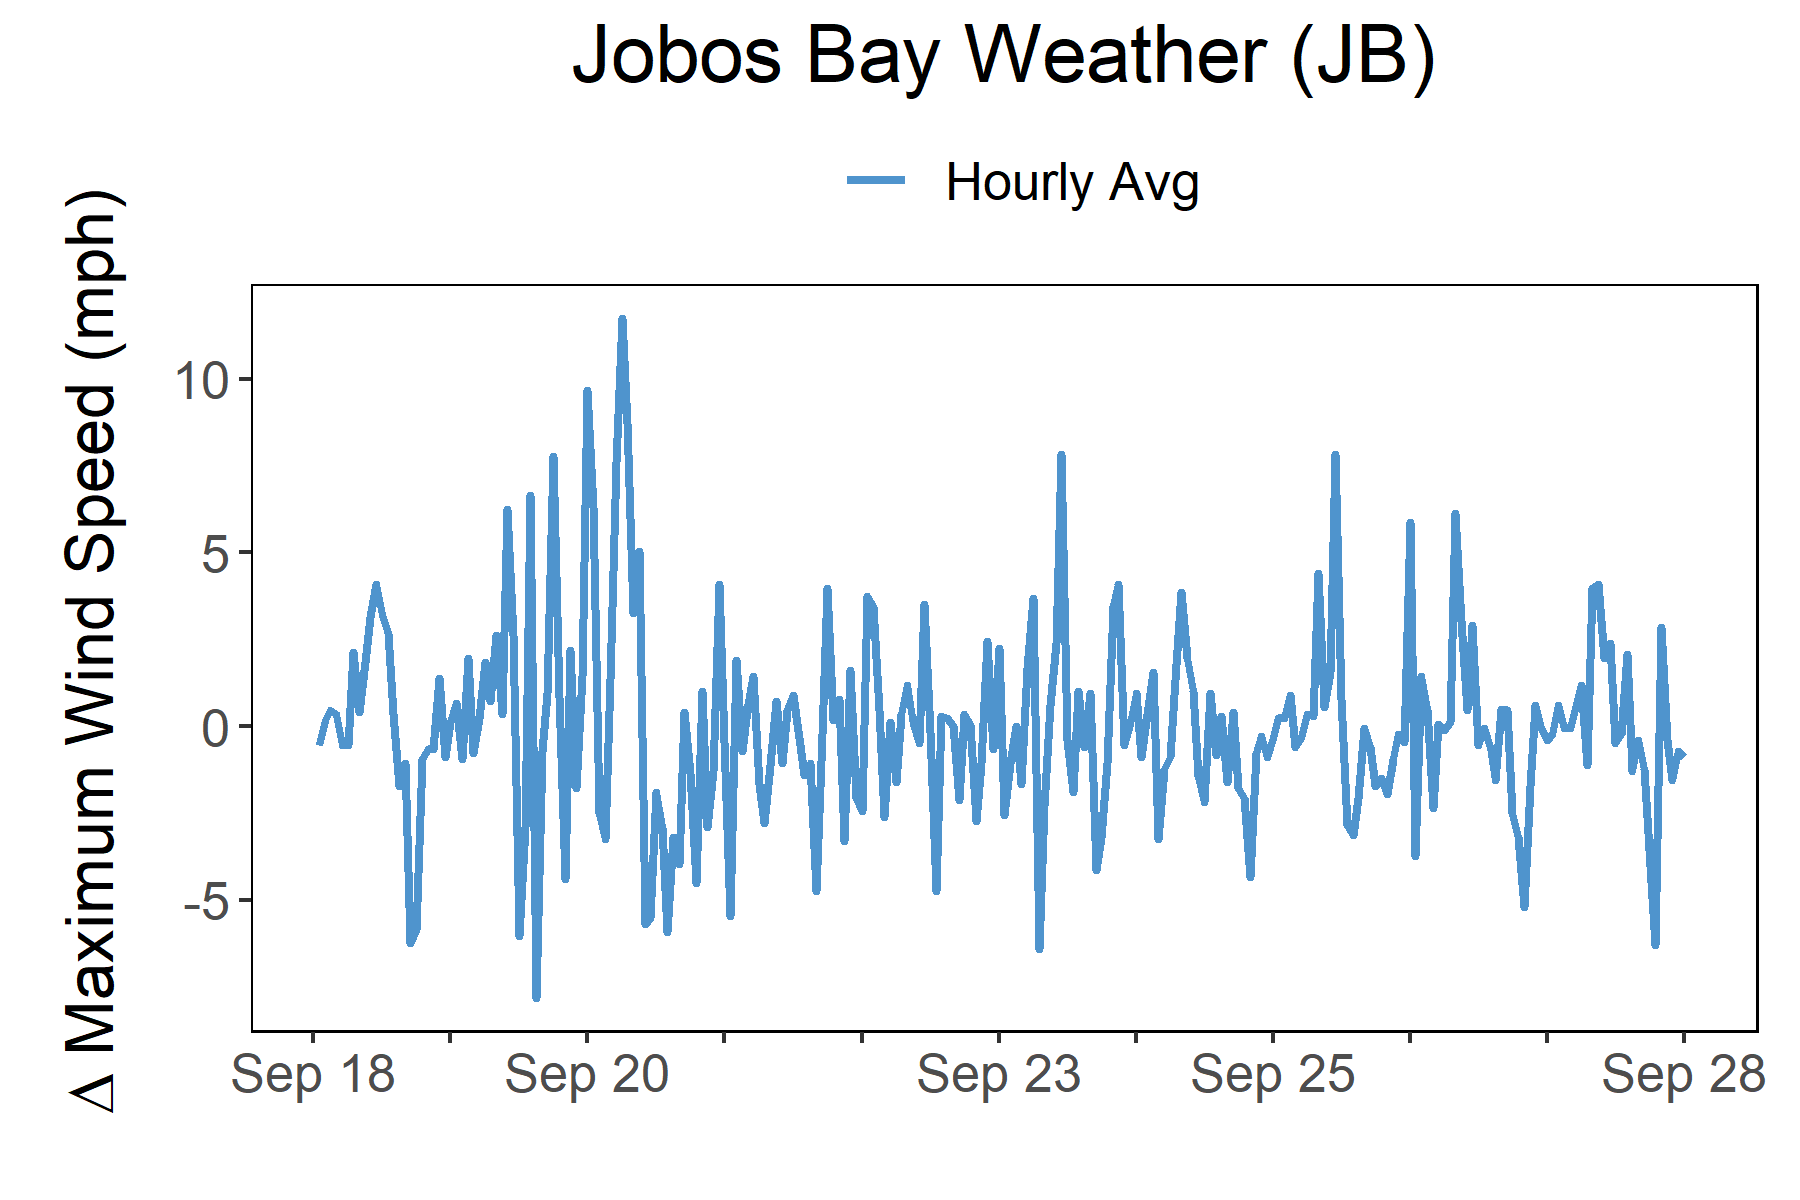 Jobos Bay Weather (JB)
Hourly Avg
Δ Maximum Wind Speed (mph)
10
5
0
-5
Sep 18 Sep 20 Sep 23 Sep 25 Sep 28